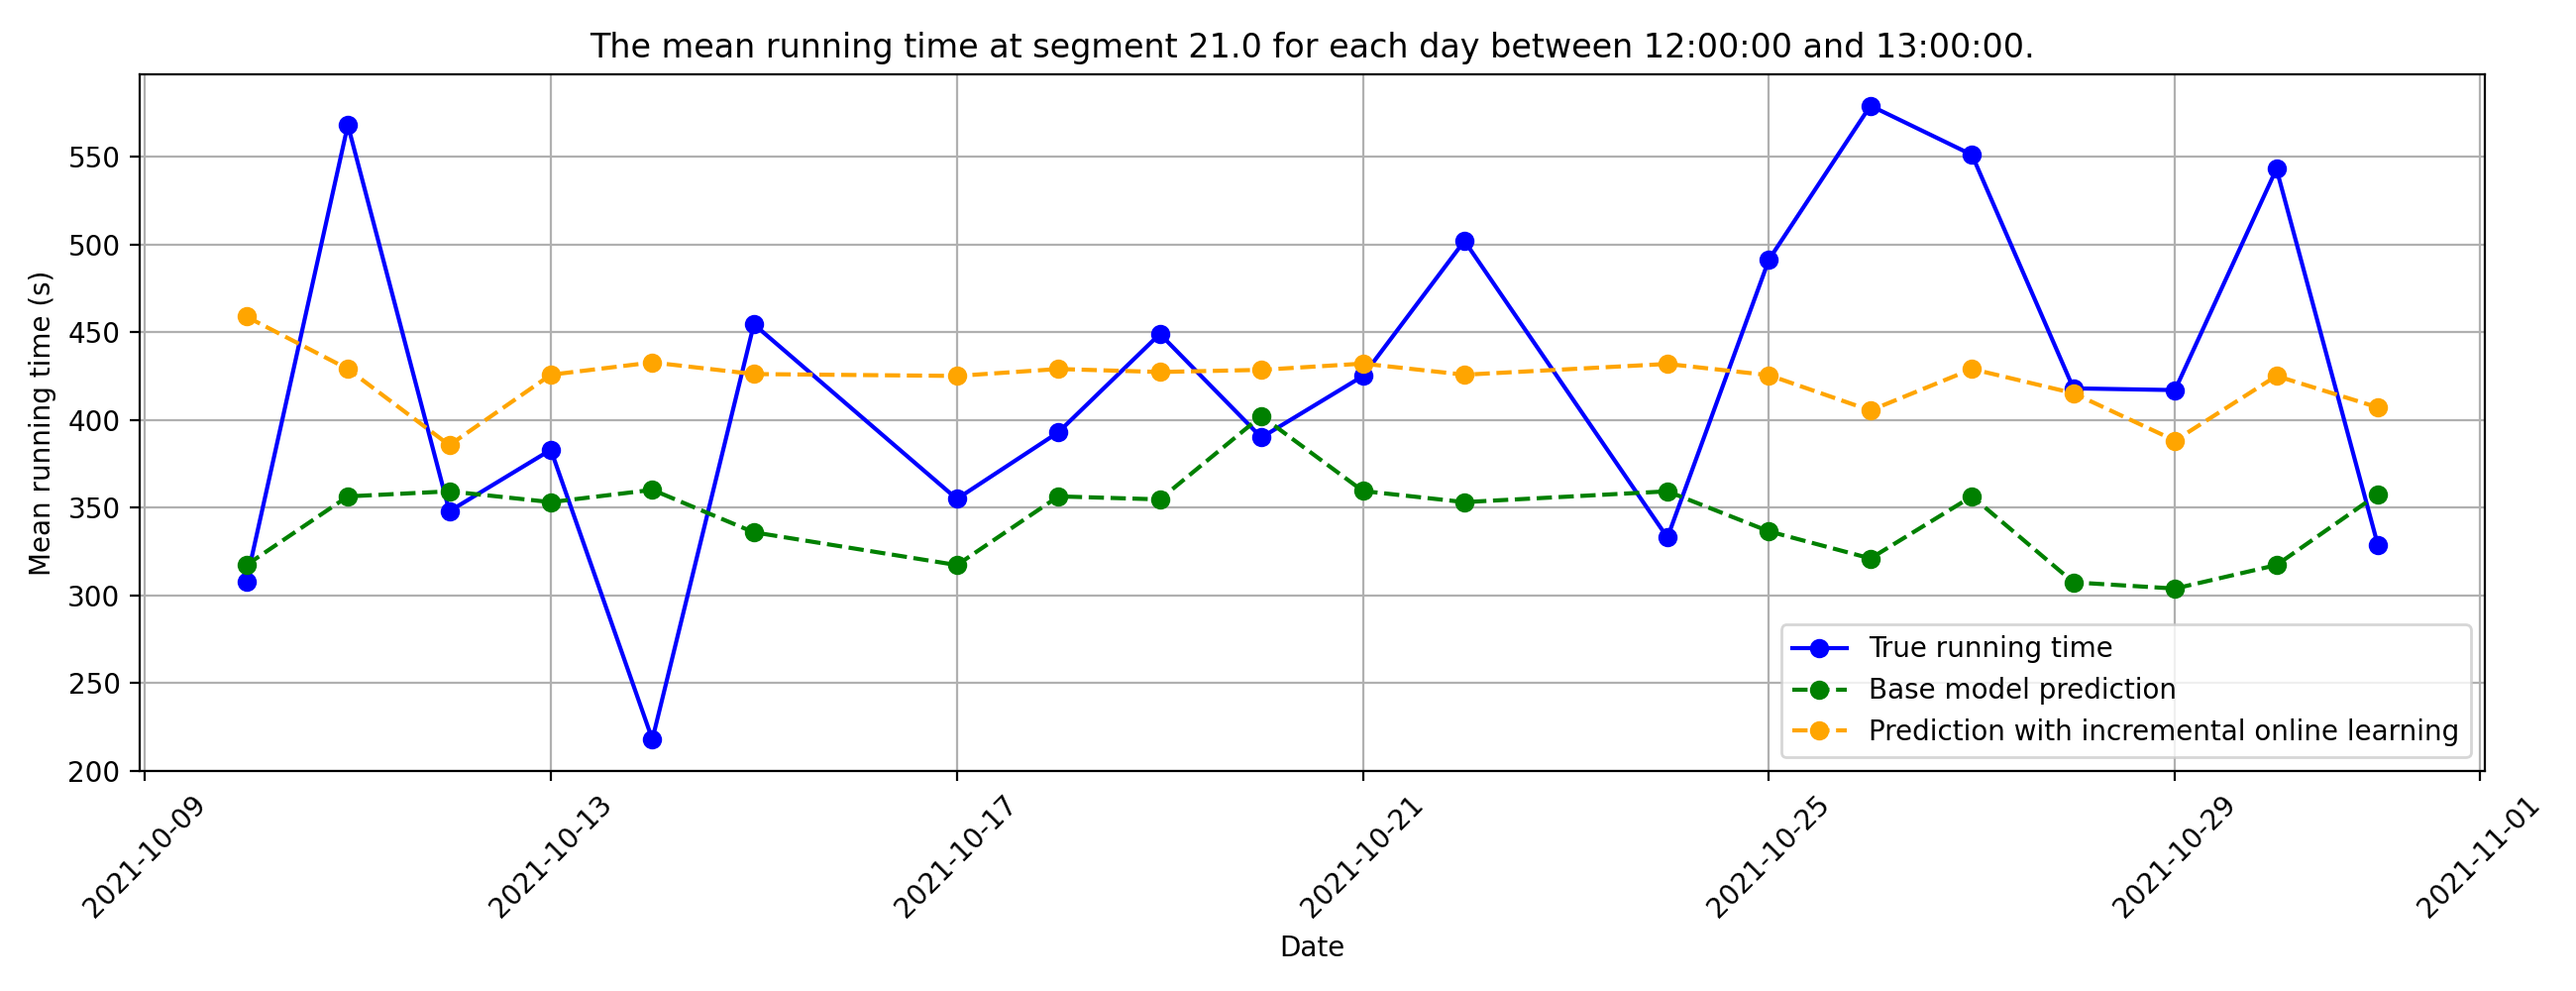 The mean running time at segment 21.0 for each day between 12:00:00 and 13:00:00.
Mean running time (s)
550
500
450
400
350
300
250
200
True running time
Base model prediction
Prediction with incremental online learning
2021-10-09
2021-10-13
2021-10-17
2021-10-21
2021-10-25
2021-10-29
2021-11-01
Date